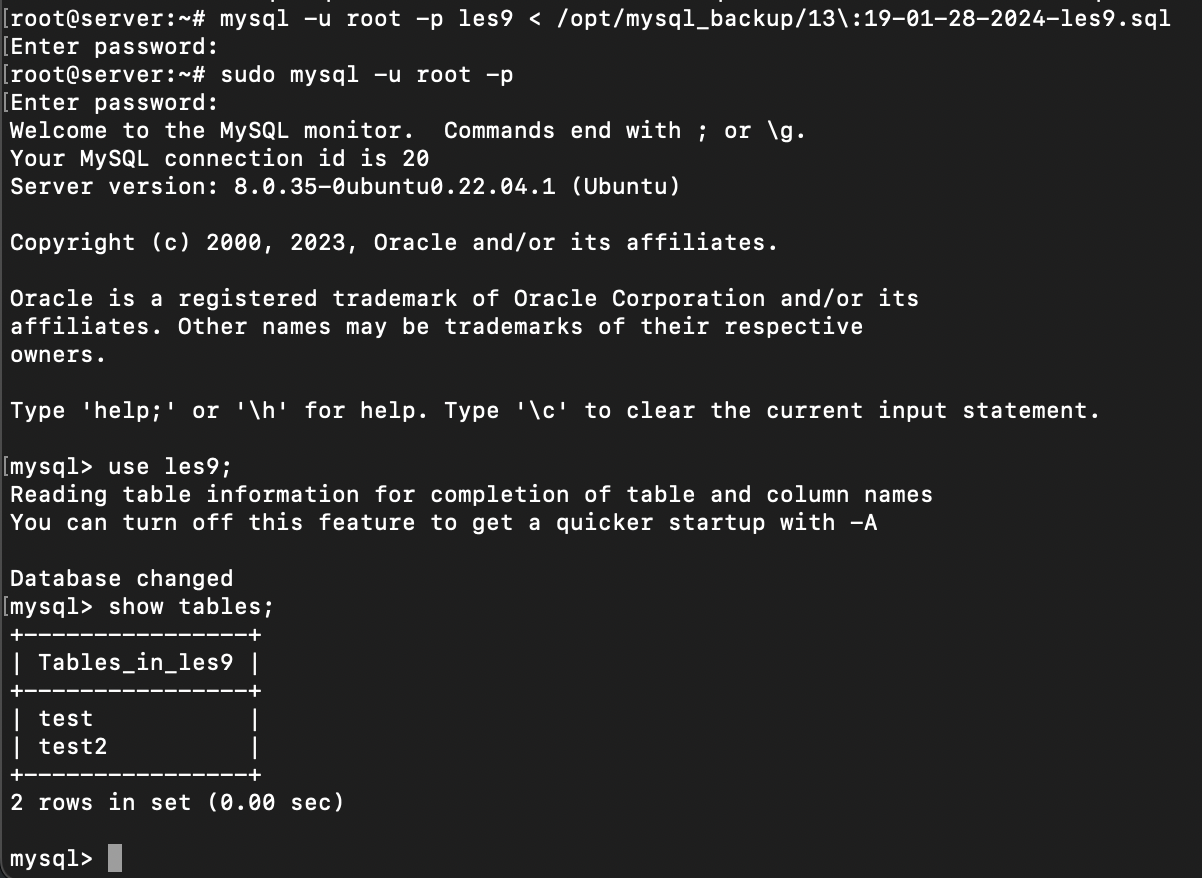 [root@server:~# mysql -u root -p les9 < /opt/mysql_backup/13\:19-01-28-2024-les9.sql
[Enter password:
[root@server:~# sudo mysql -u root -p
[Enter password:
Welcome to the MySQL monitor.  Commands end with ; or \g.
Your MySQL connection id is 20
Server version: 8.0.35-0ubuntu0.22.04.1 (Ubuntu)

Copyright (c) 2000, 2023, Oracle and/or its affiliates.

Oracle is a registered trademark of Oracle Corporation and/or its
affiliates. Other names may be trademarks of their respective
owners.

Type 'help;' or '\h' for help. Type '\c' to clear the current input statement.

[mysql> use les9;
Reading table information for completion of table and column names
You can turn off this feature to get a quicker startup with -A

Database changed
[mysql> show tables;
+----------------+
| Tables_in_les9 |
+----------------+
| test           |
| test2          |
+----------------+
2 rows in set (0.00 sec)

mysql>